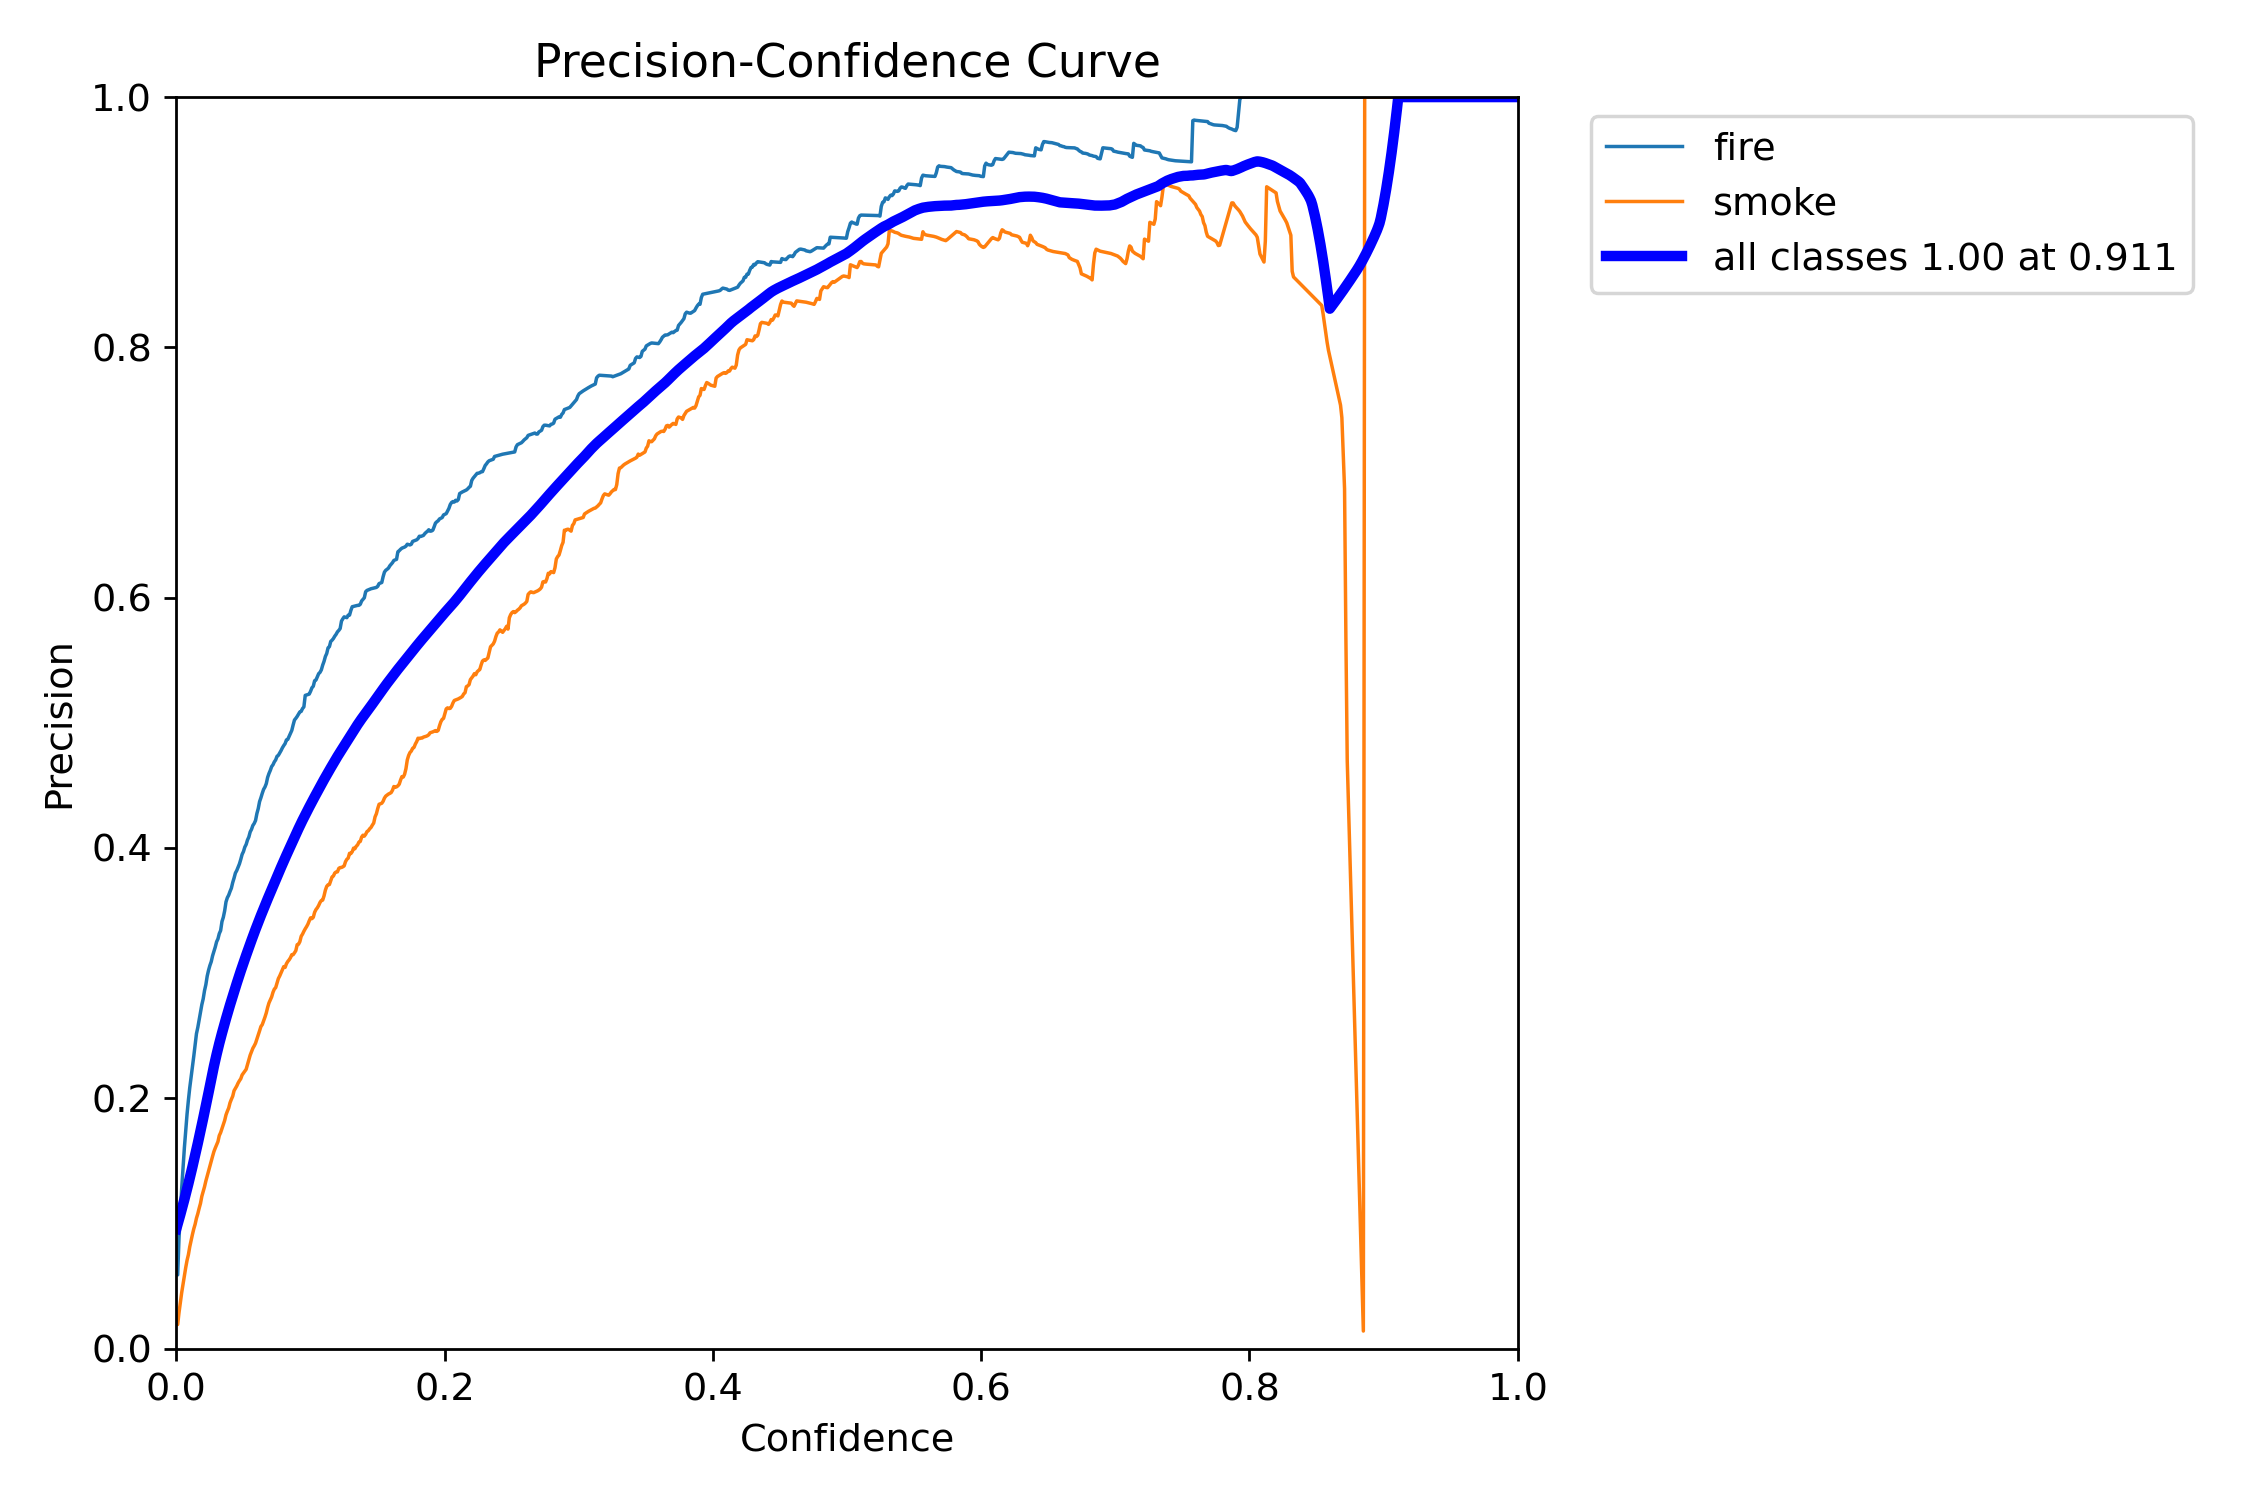 Precision-Confidence Curve
1.0
0.8
0.6
0.4
0.2
0.0
Precision
0.0 0.2 0.4 0.6 0.8 1.0
Confidence
fire
smoke
all classes 1.00 at 0.911